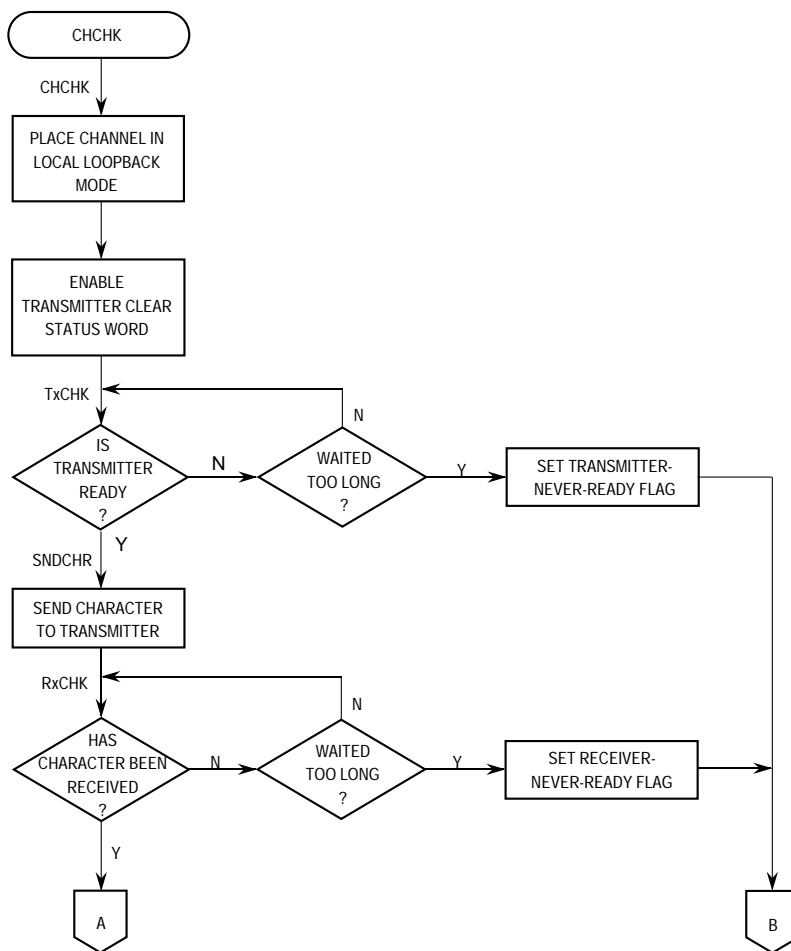 CHCHK
CHCHK
PLACE CHANNEL IN
LOCAL LOOPBACK
MODE
ENABLE
TRANSMITTER CLEAR
STATUS WORD
TxCHK
N
IS
TRANSMITTER
READY
?
N
WAITED
TOO LONG
?
Y
SET TRANSMITTER-
NEVER-READY FLAG
Y
SNDCHR
SEND CHARACTER
TO TRANSMITTER
RxCHK
N
HAS
CHARACTER BEEN
RECEIVED
?
N
WAITED
TOO LONG
?
Y
SET RECEIVER-
NEVER-READY FLAG
Y
A
B